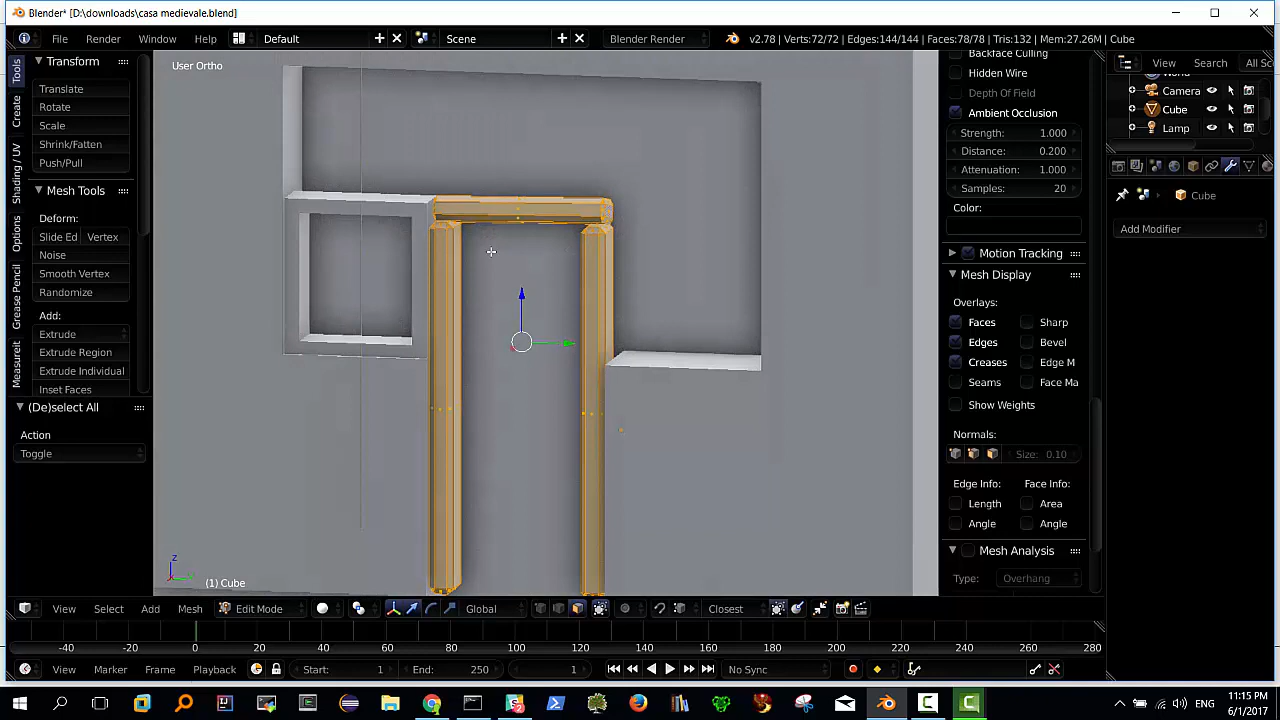 Blender* [D:\downloads\casa medievale.blend]
File Render Window Help Default Scene Blender Render v2.78 | Verts:72/72 | Edges:144/144 | Faces:78/78 | Tris:132 | Mem:27.26M | Cube
Tools
Create
Shading / UV
Options
Grease Pencil
Measureit
Transform
Translate
Rotate
Scale
Shrink/Fatten
Push/Pull
Mesh Tools
Deform:
Slide Ed Vertex
Noise
Smooth Vertex
Randomize
Add:
Extrude
Extrude Region
Extrude Individual
Inset Faces
(De)select All
Action
Toggle
User Ortho
z
(1) Cube
Backface Culling
Hidden Wire
Depth Of Field
Ambient Occlusion
Strength: 1.000
Distance: 0.200
Attenuation: 1.000
Samples: 20
Color:
Motion Tracking
Mesh Display
Overlays:
Faces Sharp
Edges Bevel
Creases Edge M
Seams Face Ma
Show Weights
Normals:
Size: 0.10
Edge Info: Face Info:
Length Area
Angle Angle
Mesh Analysis
Type: Overhang
View Search All Sc
World
Camera
Cube
Lamp
Cube
Add Modifier
View Select Add Mesh Edit Mode Global Closest
-40 -20 0 20 40 60 80 100 120 140 160 180 200 220 240 260 280
View Marker Frame Playback Start: 1 End: 250 1 No Sync
ENG
11:15 PM
6/1/2017